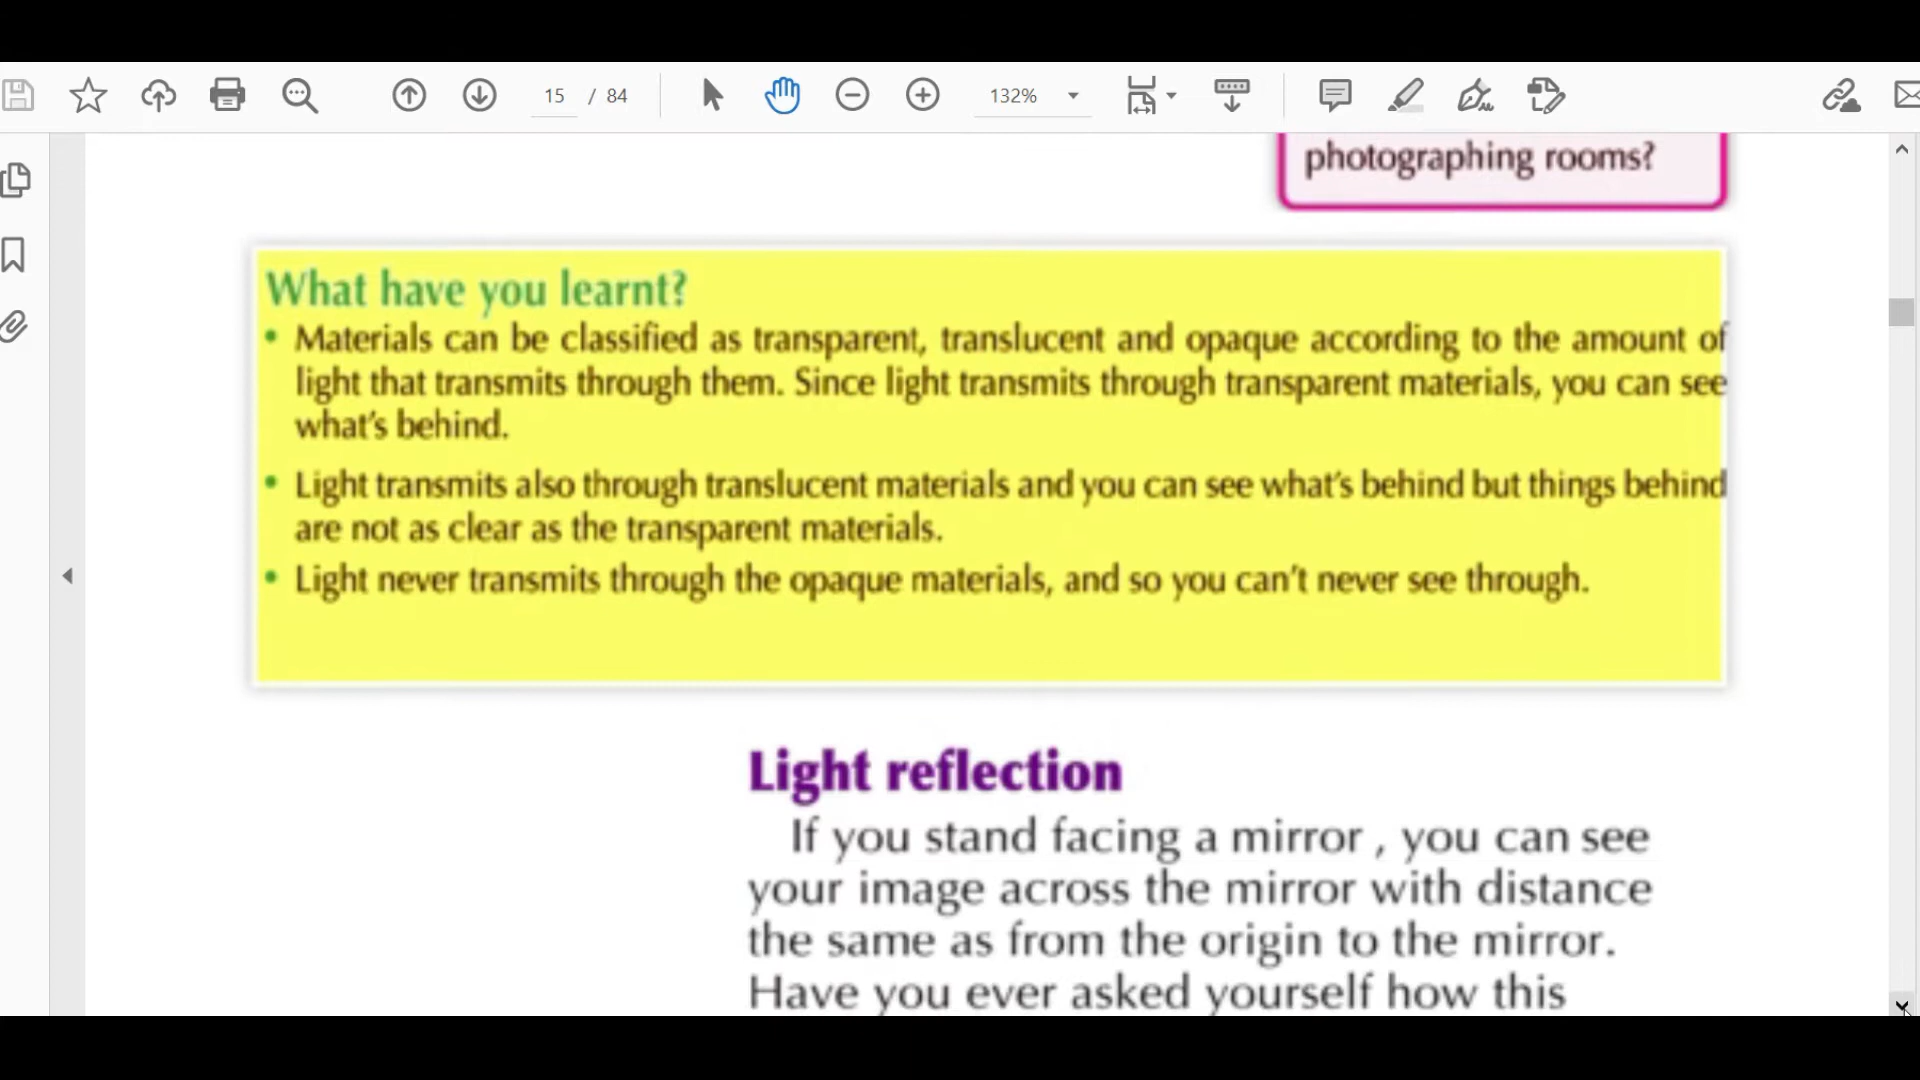 15 / 84
132%
photographing rooms?
What have you learnt?
• Materials can be classified as transparent, translucent and opaque according to the amount of
light that transmits through them. Since light transmits through transparent materials, you can see
what's behind.
• Light transmits also through translucent materials and you can see what's behind but things behind
are not as clear as the transparent materials.
• Light never transmits through the opaque materials, and so you can't never see through.
Light reflection
If you stand facing a mirror , you can see
your image across the mirror with distance
the same as from the origin to the mirror.
Have you ever asked yourself how this